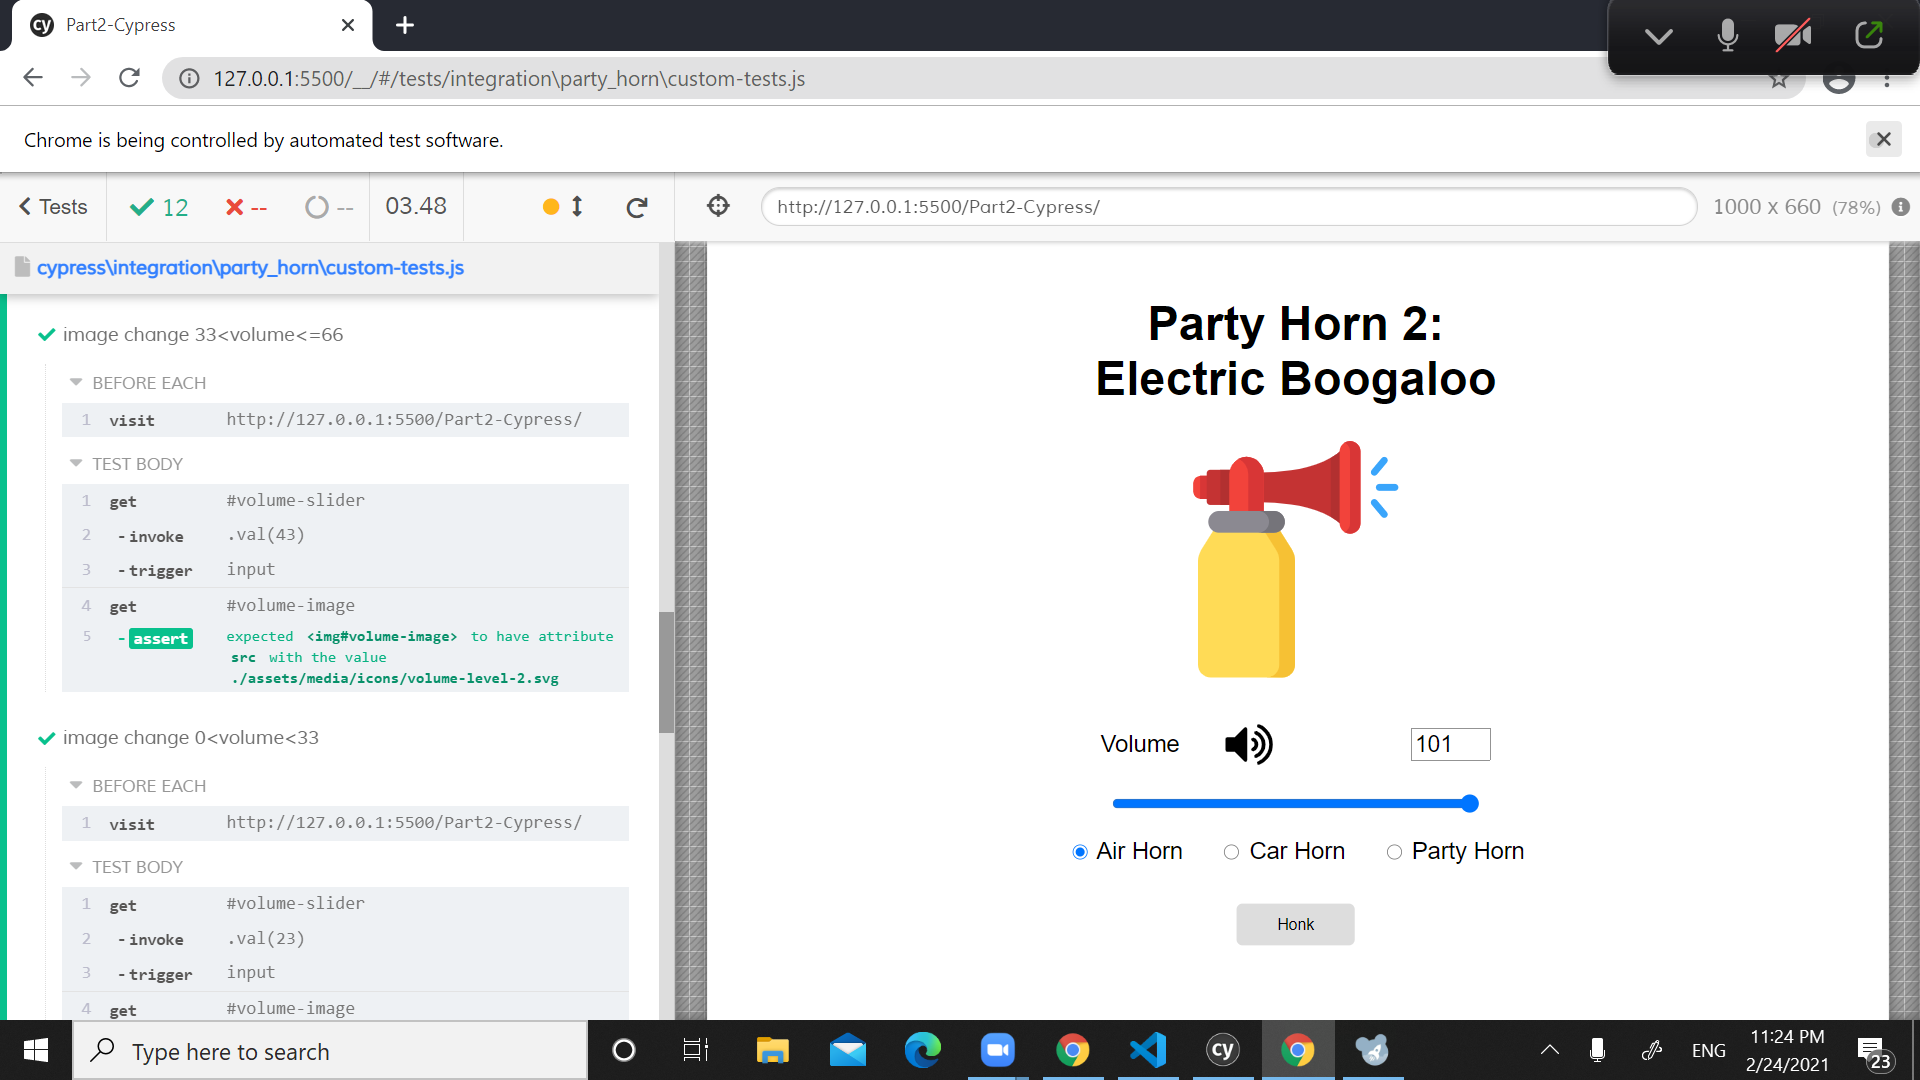 cy Part2-Cypress
127.0.0.1:5500/__/#/tests/integration\party_horn\custom-tests.js
Chrome is being controlled by automated test software.
Tests 12 -- -- 03.48
http://127.0.0.1:5500/Part2-Cypress/ 1000 x 660 (78%)
cypress\integration\party_horn\custom-tests.js
image change 33<volume<=66
BEFORE EACH
1 visit http://127.0.0.1:5500/Part2-Cypress/
TEST BODY
1 get #volume-slider
2 -invoke .val(43)
3 -trigger input
4 get #volume-image
5 -assert expected <img#volume-image> to have attribute
src with the value
./assets/media/icons/volume-level-2.svg
image change 0<volume<33
BEFORE EACH
1 visit http://127.0.0.1:5500/Part2-Cypress/
TEST BODY
1 get #volume-slider
2 -invoke .val(23)
3 -trigger input
4 get #volume-image
Party Horn 2:
Electric Boogaloo
Volume 101
Air Horn Car Horn Party Horn
Honk
Type here to search
cy
ENG
11:24 PM
2/24/2021
23